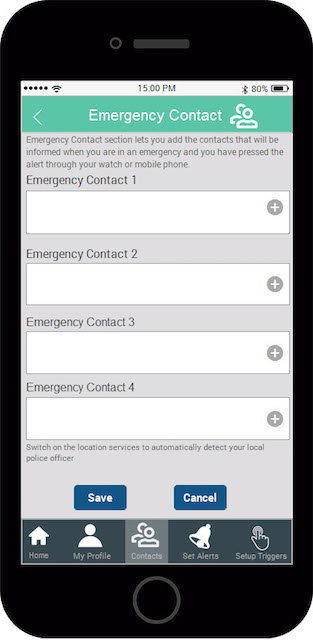 15:00 PM 80%
Emergency Contact
Emergency Contact section lets you add the contacts that will be
informed when you are in an emergency and you have pressed the
alert through your watch or mobile phone.
Emergency Contact 1
Emergency Contact 2
Emergency Contact 3
Emergency Contact 4
Switch on the location services to automatically detect your local
police officer
Save Cancel
Home My Profile Contacts Set Alerts Setup Triggers